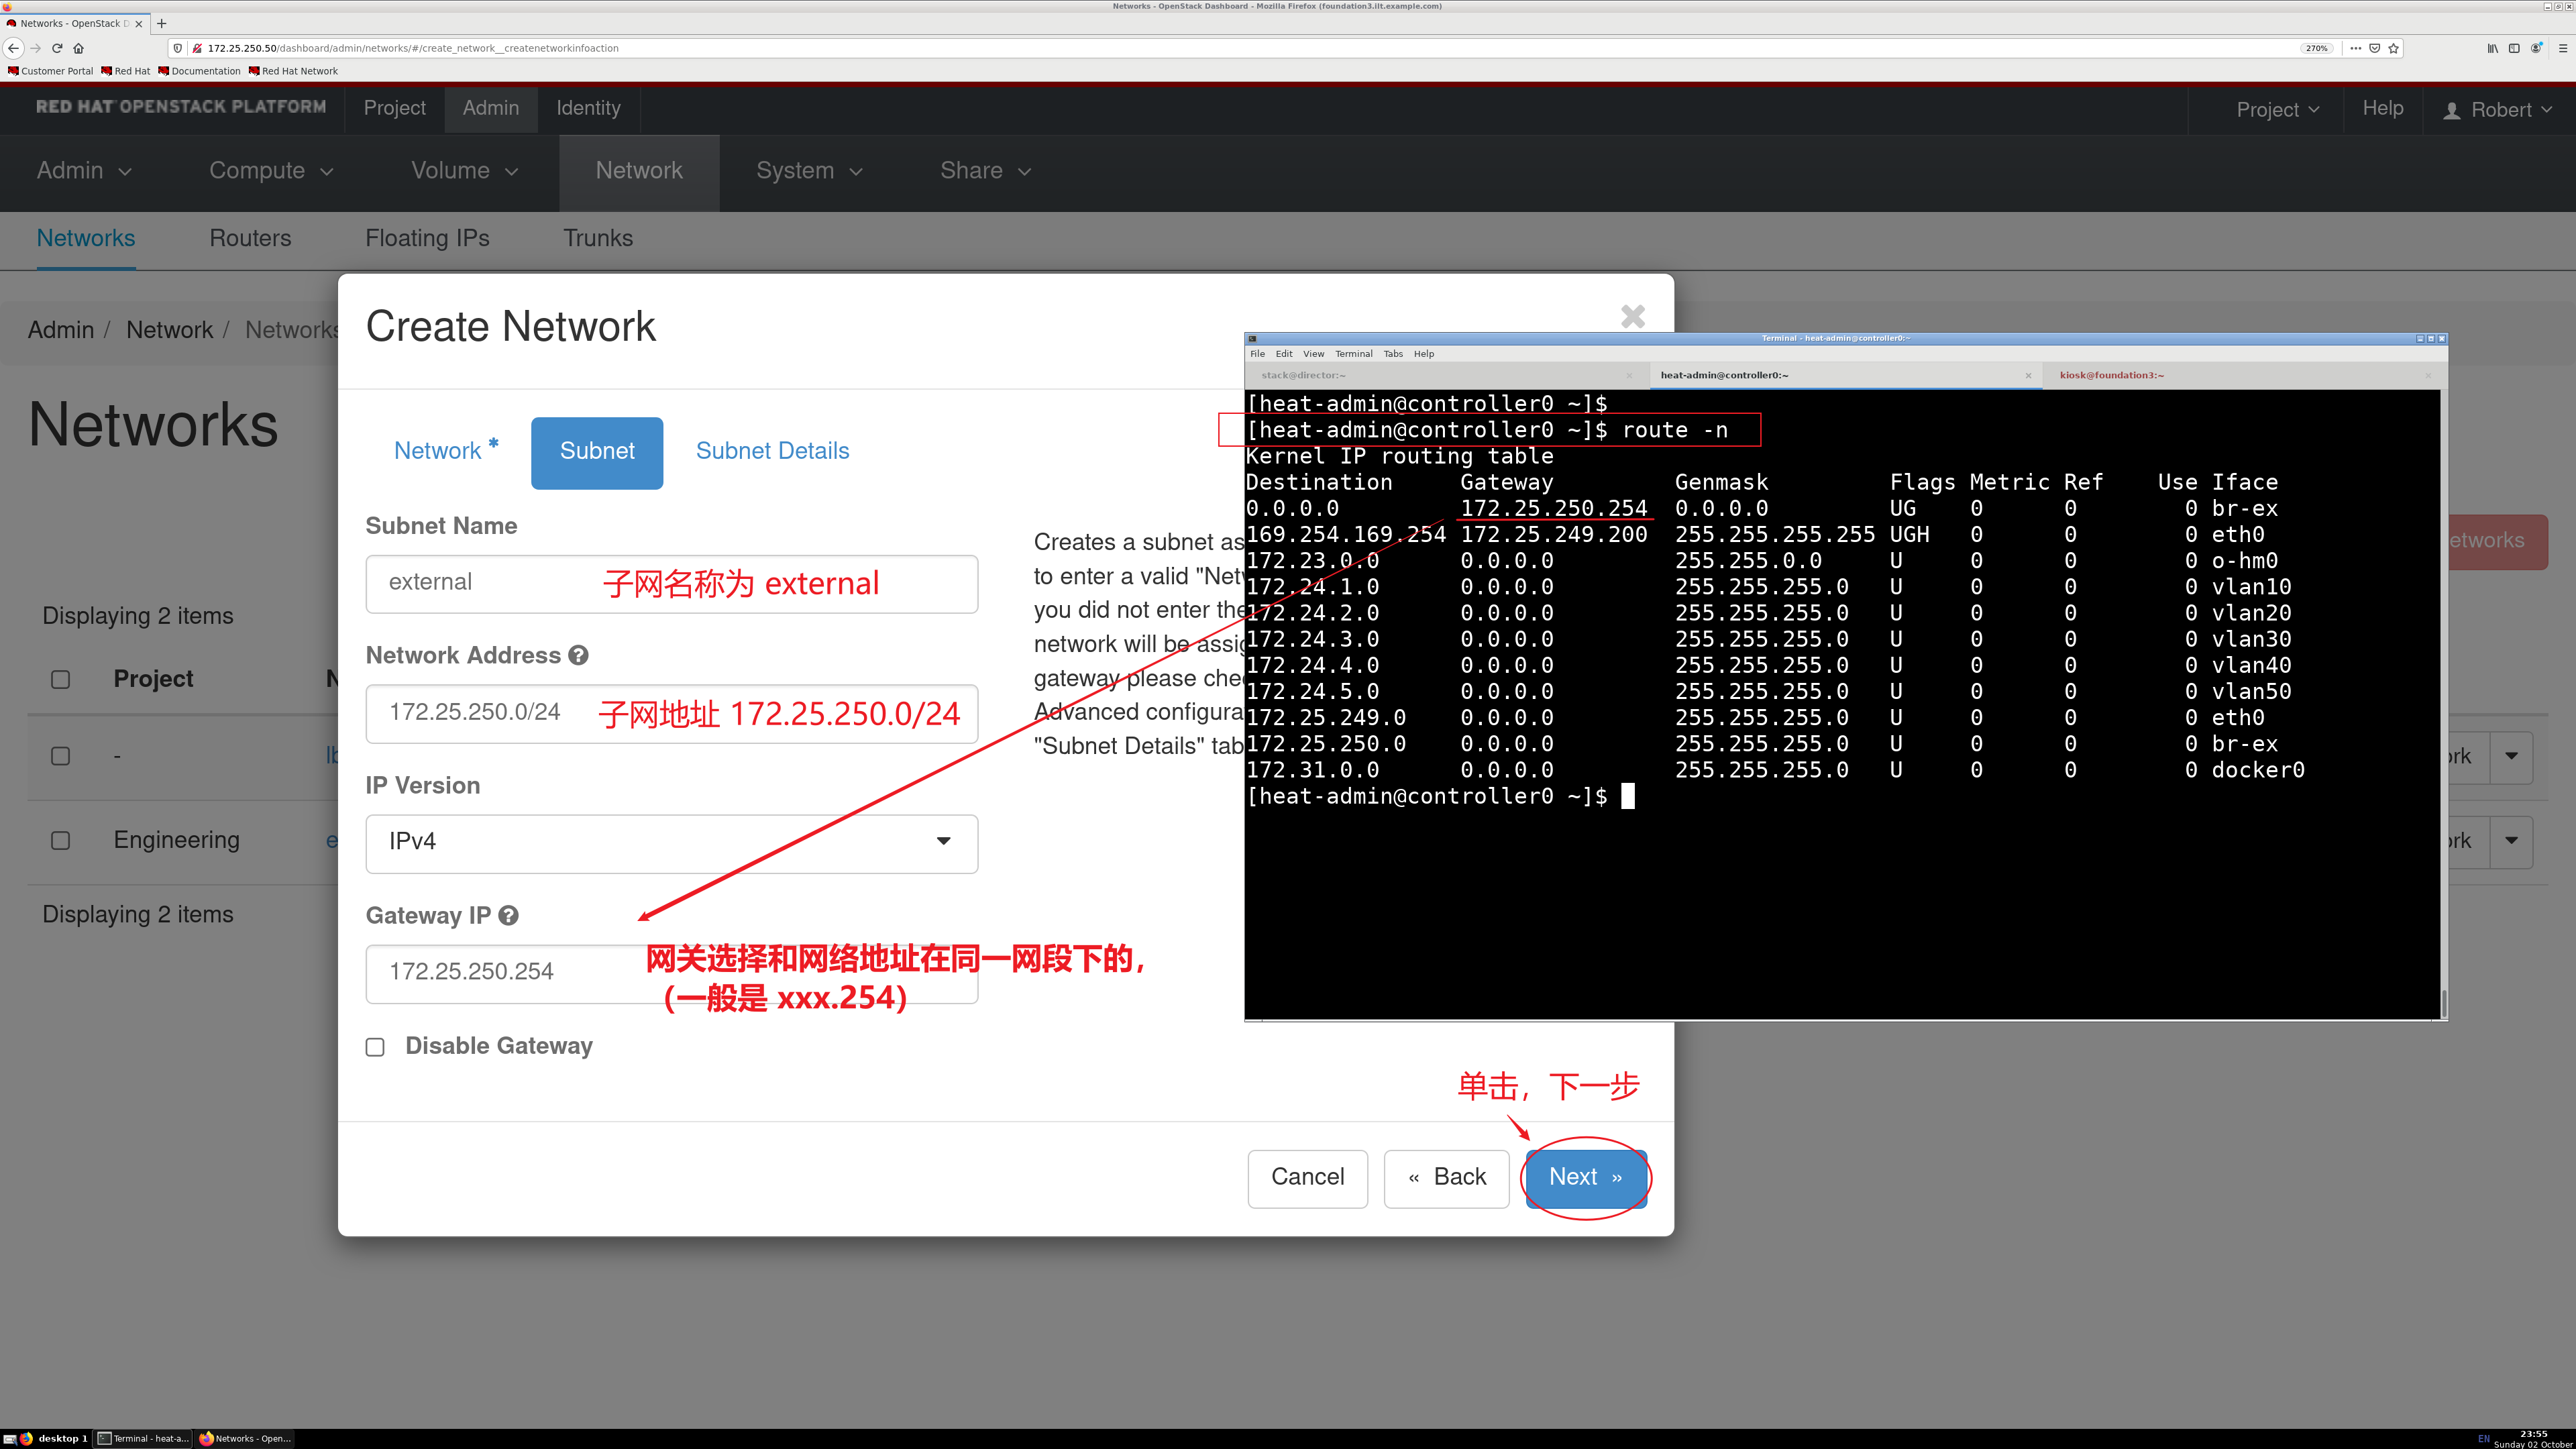 Networks - OpenStack Dashboard - Mozilla Firefox (foundation3.ilt.example.com)
Networks - OpenStack D
172.25.250.50/dashboard/admin/networks/#/create_network__createnetworkinfoaction
270%
Customer Portal Red Hat Documentation Red Hat Network
RED HAT OPENSTACK PLATFORM Project Admin Identity Project Help Robert
Admin Compute Volume Network System Share
Networks Routers Floating IPs Trunks
Admin / Network / Networks
Networks
etworks
Displaying 2 items
Project N
- lb
rk
Engineering e
rk
Displaying 2 items
Create Network
Network * Subnet Subnet Details
Subnet Name
external 子网名称为 external
Network Address
172.25.250.0/24 子网地址 172.25.250.0/24
IP Version
IPv4
Gateway IP
172.25.250.254
网关选择和网络地址在同一网段下的,
(一般是 xxx.254)
Disable Gateway
Creates a subnet as
to enter a valid "Netw
you did not enter the
network will be assig
gateway please chec
Advanced configura
"Subnet Details" tab
单击，下一步
Cancel « Back Next »
Terminal - heat-admin@controller0:~
File Edit View Terminal Tabs Help
stack@director:~ heat-admin@controller0:~ kiosk@foundation3:~
[heat-admin@controller0 ~]$
[heat-admin@controller0 ~]$ route -n
Kernel IP routing table
Destination Gateway Genmask Flags Metric Ref Use Iface
0.0.0.0 172.25.250.254 0.0.0.0 UG 0 0 0 br-ex
169.254.169.254 172.25.249.200 255.255.255.255 UGH 0 0 0 eth0
172.23.0.0 0.0.0.0 255.255.0.0 U 0 0 0 o-hm0
172.24.1.0 0.0.0.0 255.255.255.0 U 0 0 0 vlan10
172.24.2.0 0.0.0.0 255.255.255.0 U 0 0 0 vlan20
172.24.3.0 0.0.0.0 255.255.255.0 U 0 0 0 vlan30
172.24.4.0 0.0.0.0 255.255.255.0 U 0 0 0 vlan40
172.24.5.0 0.0.0.0 255.255.255.0 U 0 0 0 vlan50
172.25.249.0 0.0.0.0 255.255.255.0 U 0 0 0 eth0
172.25.250.0 0.0.0.0 255.255.255.0 U 0 0 0 br-ex
172.31.0.0 0.0.0.0 255.255.255.0 U 0 0 0 docker0
[heat-admin@controller0 ~]$
desktop 1 Terminal - heat-a... Networks - Open... EN 23:55
Sunday 02 October